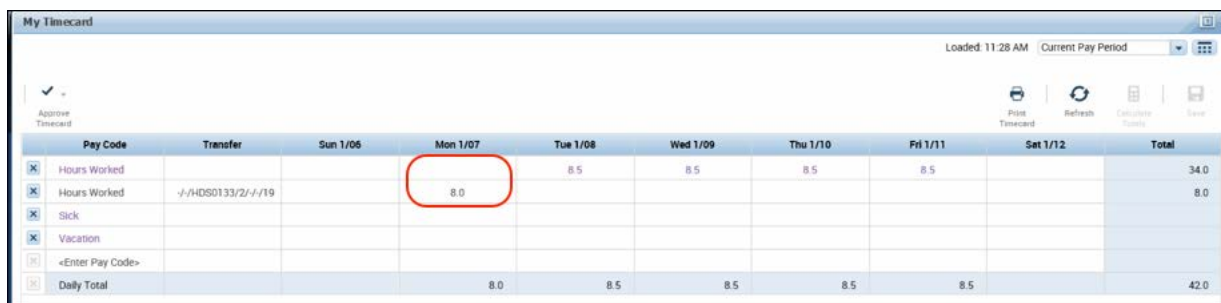 My Timecard
Loaded: 11:28 AM Current Pay Period
Approve Timecard
Print Timecard
Refresh
Calculate Totals
Save
Pay Code Transfer Sun 1/06 Mon 1/07 Tue 1/08 Wed 1/09 Thu 1/10 Fri 1/11 Sat 1/12 Total
Hours Worked 8.5 8.5 8.5 8.5 34.0
Hours Worked -/-/HDS0133/2/-/-/19 8.0 8.0
Sick
Vacation
<Enter Pay Code>
Daily Total 8.0 8.5 8.5 8.5 8.5 42.0